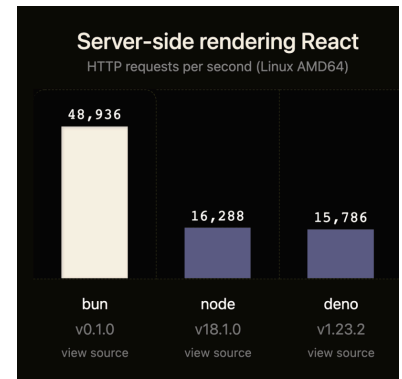 Server-side rendering React
HTTP requests per second (Linux AMD64)
48,936
16,288
15,786
bun
node
deno
v0.1.0
v18.1.0
v1.23.2
view source
view source
view source